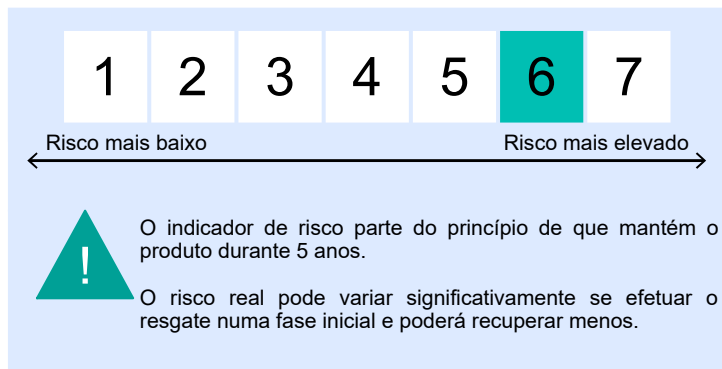 1 2 3 4 5 6 7
Risco mais baixo Risco mais elevado
O indicador de risco parte do princípio de que mantém o
produto durante 5 anos.
!
O risco real pode variar significativamente se efetuar o
resgate numa fase inicial e poderá recuperar menos.